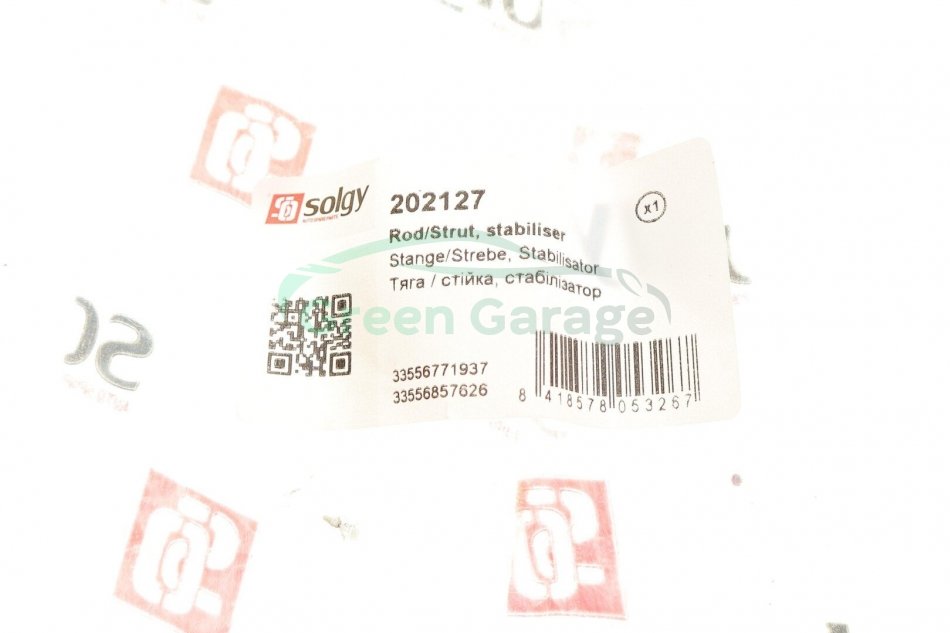 solgy
202127
x1
Rod/Strut, stabiliser
Stange/Strebe, Stabilisator
Тяга / стійка, стабілізатор
Green Garage
33556771937
33556857626
8 418578 053267